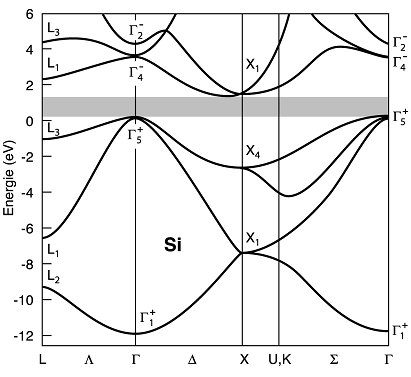 6
4
2
0
-2
-4
-6
-8
-10
-12
Energie (eV)
L₃
L₁
L₃
L₁
L₂
Γ₂⁻
Γ₄⁻
Γ₅⁺
Γ₁⁺
Si
X₁
X₄
X₁
Γ₂⁻
Γ₄⁻
Γ₅⁺
Γ₁⁺
L Λ Γ Δ X U,K Σ Γ